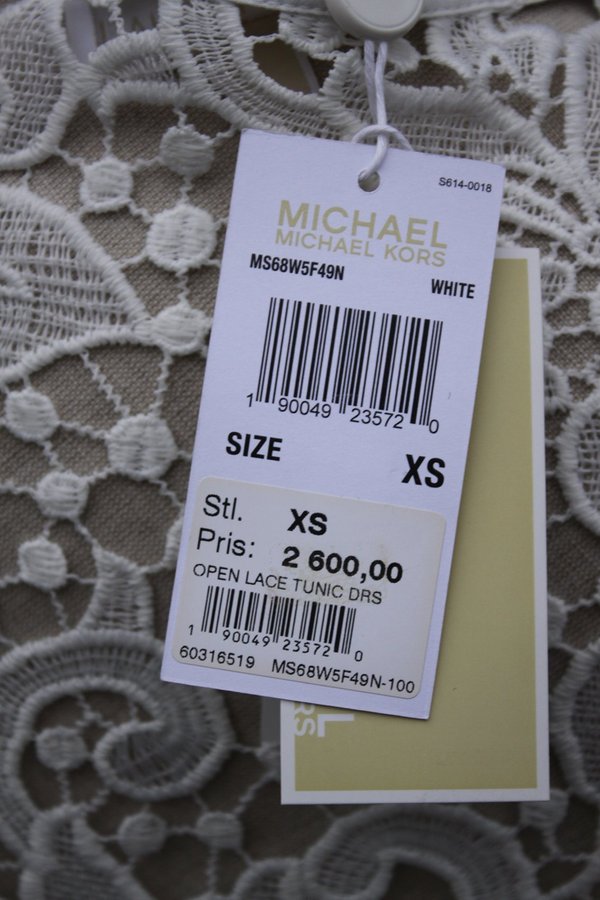 S614-0018
MICHAEL
MICHAEL KORS
MS68W5F49N
WHITE
1 90049 23572 0
SIZE XS
Stl. XS
Pris: 2 600,00
OPEN LACE TUNIC DRS
1 90049 23572 0
60316519 MS68W5F49N-100